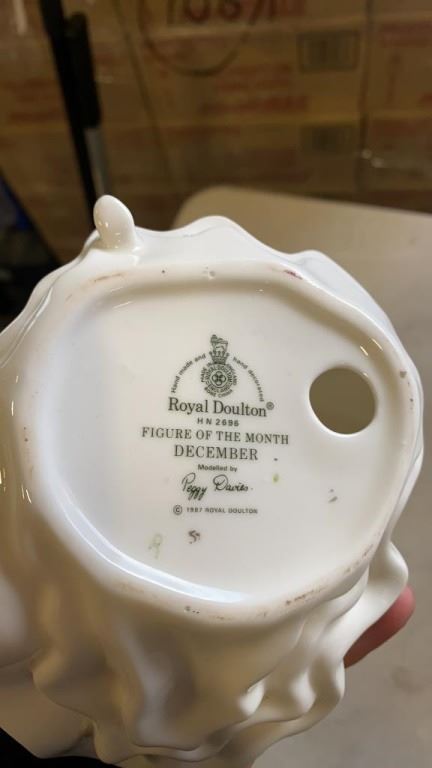 Hand made and hand decorated
Royal Doulton®
HN 2696
FIGURE OF THE MONTH
DECEMBER
Modelled by
Peggy Davies.
© 1987 ROYAL DOULTON